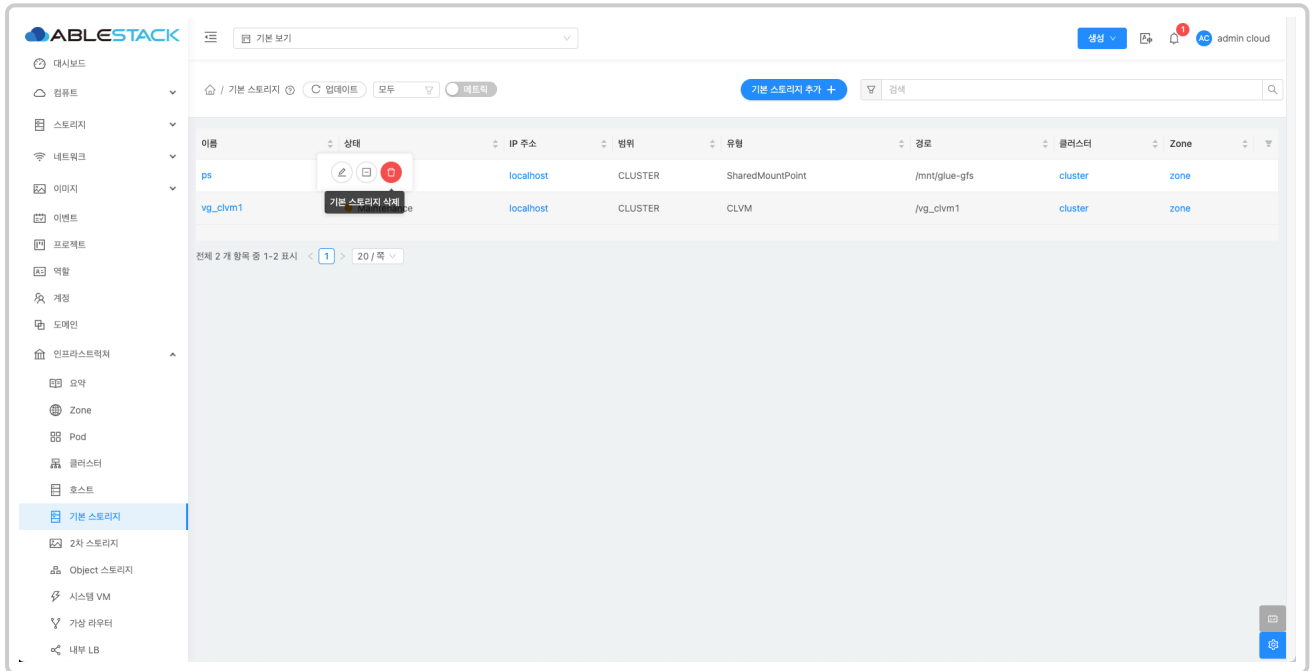 ABLESTACK
기본 보기
생성
1
AC admin cloud
대시보드
컴퓨트
스토리지
네트워크
이미지
이벤트
프로젝트
역할
계정
도메인
인프라스트럭쳐
요약
Zone
Pod
클러스터
호스트
기본 스토리지
2차 스토리지
Object 스토리지
시스템 VM
가상 라우터
내부 LB
/ 기본 스토리지 업데이트 모두 메트릭
기본 스토리지 추가 +
검색
이름 상태 IP 주소 범위 유형 경로 클러스터 Zone
ps localhost CLUSTER SharedMountPoint /mnt/glue-gfs cluster zone
기본 스토리지 삭제
vg_clvm1 Maintenance localhost CLUSTER CLVM /vg_clvm1 cluster zone
전체 2 개 항목 중 1-2 표시 < 1 > 20 / 쪽